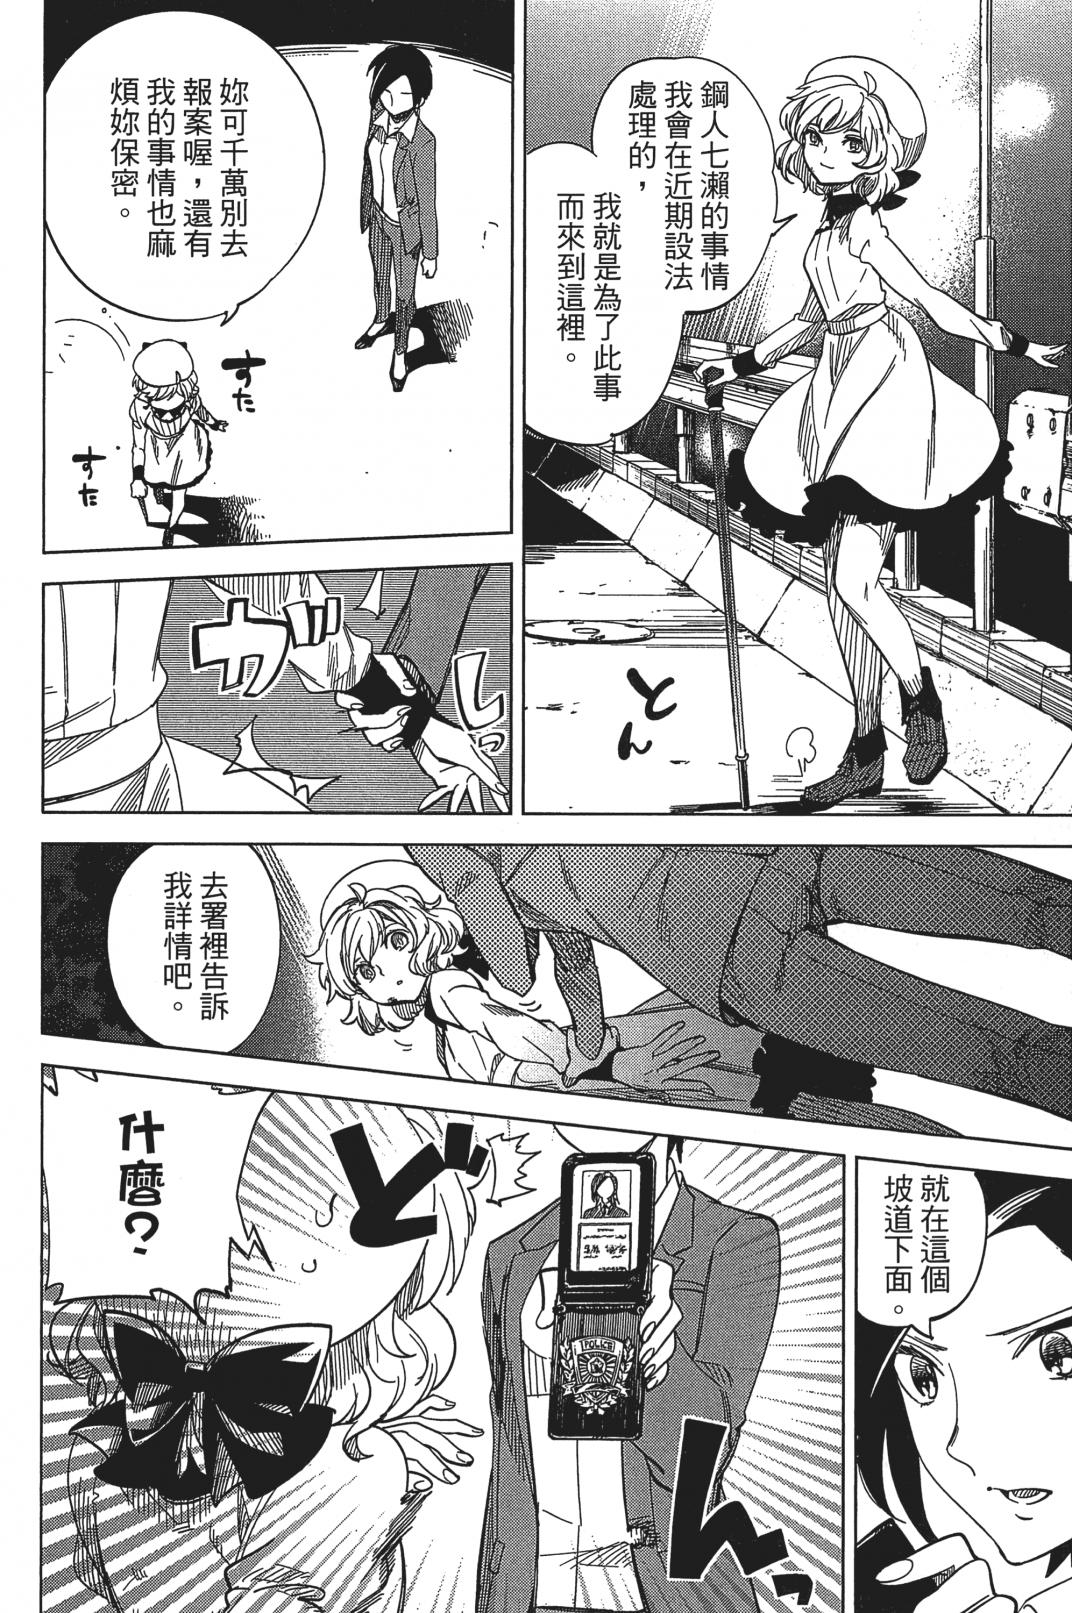 鋼人七瀨的事情
我會在近期設法
處理的，
我就是為了此事
而來到這裡。
とん
妳可千萬別去
報案喔，還有
我的事情也麻
煩妳保密。
すた
すた
ガ
しっ
去署裡告訴
我詳情吧。
就在這個
坡道下面。
POLICE
ビ
どーん
什麼？